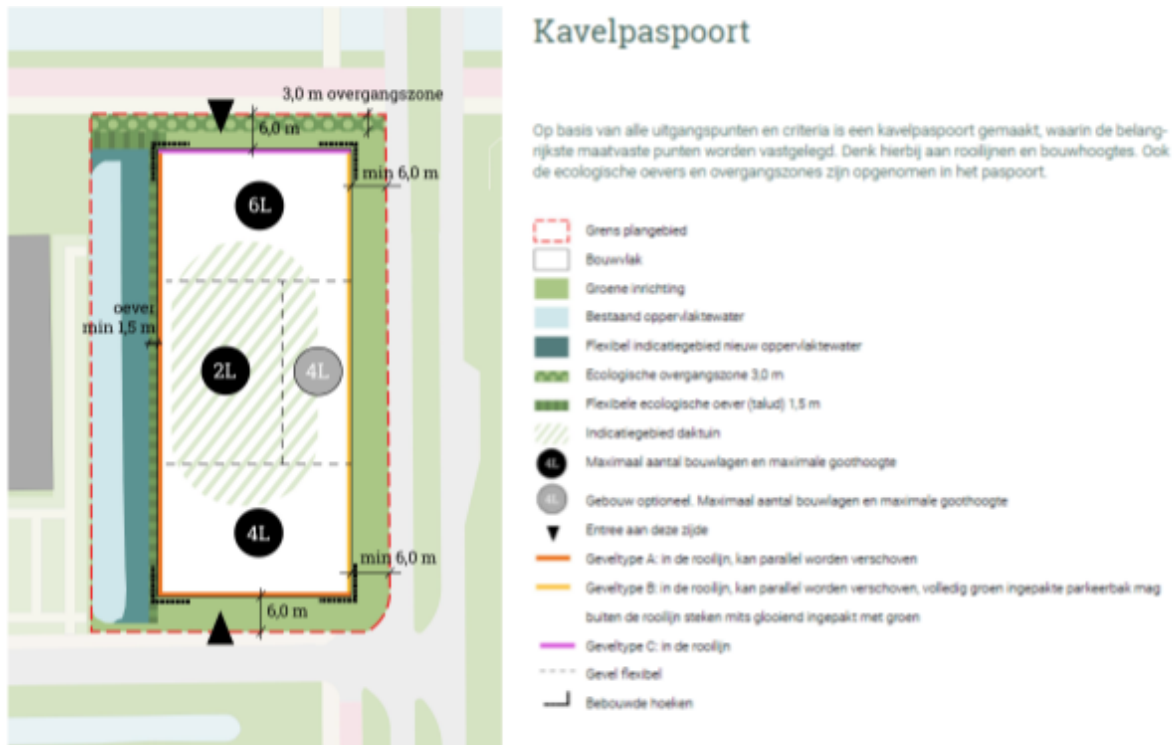 Kavelpaspoort
Op basis van alle uitgangspunten en criteria is een kavelpaspoort gemaakt, waarin de belang-
rijkste maatvaste punten worden vastgelegd. Denk hierbij aan rooilijnen en bouwhoogtes. Ook
de ecologische oevers en overgangszones zijn opgenomen in het paspoort.
3,0 m overgangszone
6,0 m
min 6,0 m
6L
oever
min 1,5 m
2L
4L
4L
min 6,0 m
6,0 m
Grens plangebied
Bouwvlak
Groene inrichting
Bestaand oppervlaktewater
Flexibel indicatiegebied nieuw oppervlaktewater
Ecologische overgangszone 3,0 m
Flexibele ecologische oever (talud) 1,5 m
Indicatiegebied daktuin
4L Maximaal aantal bouwlagen en maximale goothoogte
4L Gebouw optioneel. Maximaal aantal bouwlagen en maximale goothoogte
Entree aan deze zijde
Geveltype A: in de rooilijn, kan parallel worden verschoven
Geveltype B: in de rooilijn, kan parallel worden verschoven, volledig groen ingepakte parkeerbak mag
buiten de rooilijn steken mits glooiend ingepakt met groen
Geveltype C: in de rooilijn
Gevel flexibel
Bebouwde hoeken